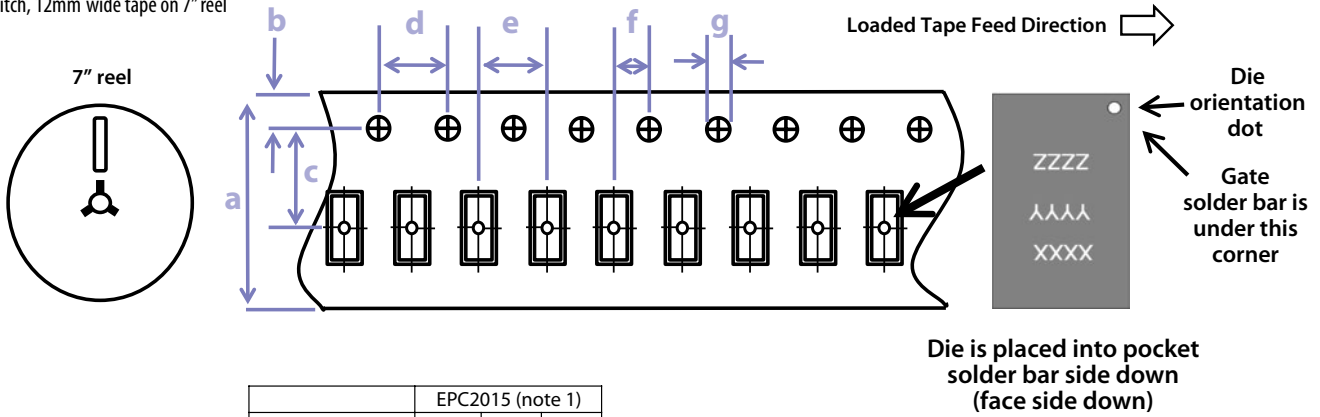 itch, 12mm wide tape on 7" reel
7" reel
a
b
c
d
e
f
g
Loaded Tape Feed Direction
Die
orientation
dot
ZZZZ
YYYY
XXXX
Gate
solder bar is
under this
corner
Die is placed into pocket
solder bar side down
(face side down)
EPC2015 (note 1)